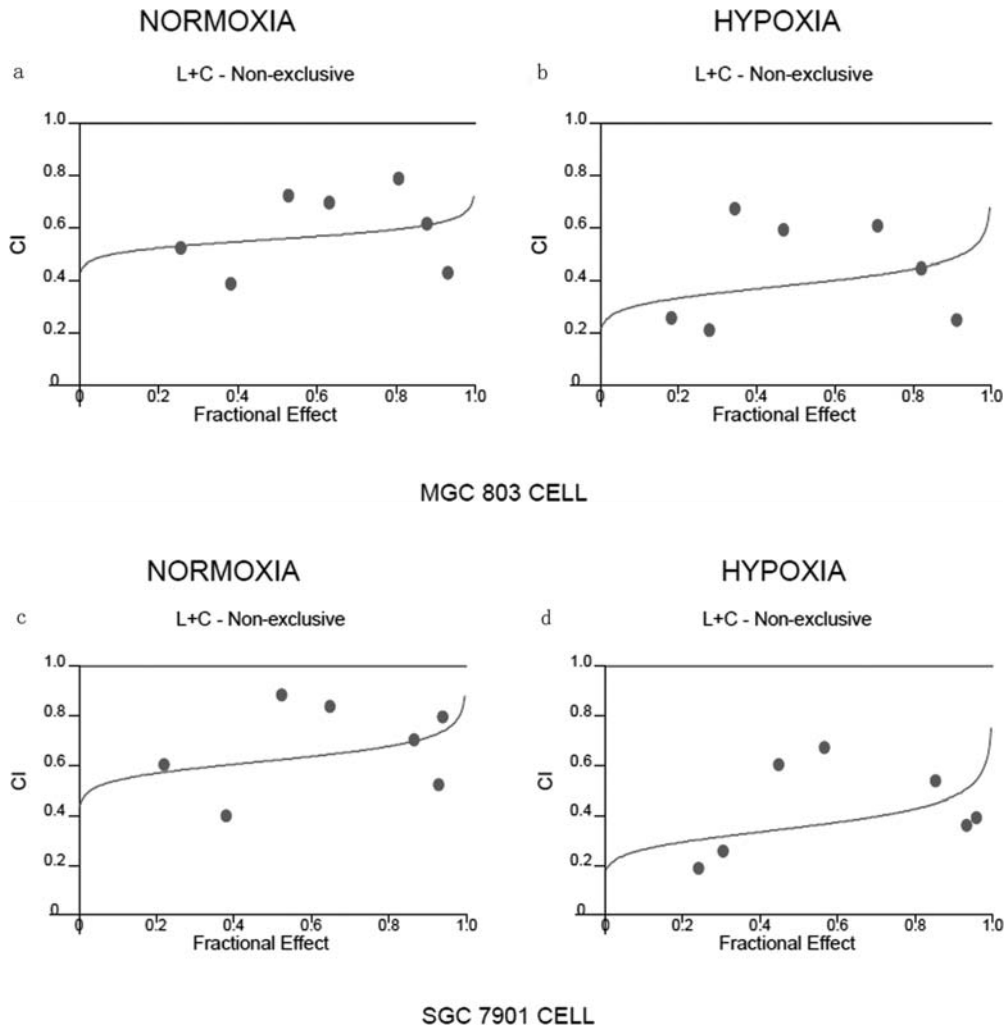 NORMOXIA HYPOXIA
a b
L+C - Non-exclusive L+C - Non-exclusive
1.0 1.0
0.8 0.8
0.6 0.6
CI CI
0.4 0.4
0.2 0.2
0 0
0 0.2 0.4 0.6 0.8 1.0 0 0.2 0.4 0.6 0.8 1.0
Fractional Effect Fractional Effect
MGC 803 CELL
NORMOXIA HYPOXIA
c d
L+C - Non-exclusive L+C - Non-exclusive
1.0 1.0
0.8 0.8
0.6 0.6
CI CI
0.4 0.4
0.2 0.2
0 0
0 0.2 0.4 0.6 0.8 1.0 0 0.2 0.4 0.6 0.8 1.0
Fractional Effect Fractional Effect
SGC 7901 CELL